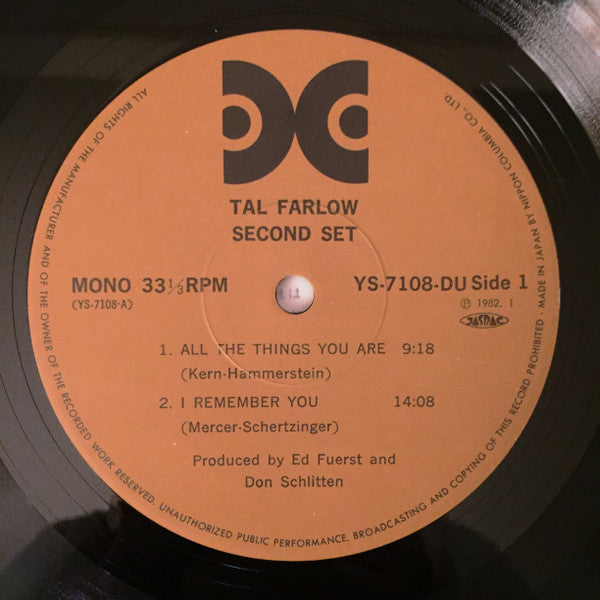 TAL FARLOW
SECOND SET
MONO 33⅓RPM
(YS-7108-A)
YS-7108-DU Side 1
Ⓟ 1982. 1
JASRAC
1. ALL THE THINGS YOU ARE 9:18
(Kern-Hammerstein)
2. I REMEMBER YOU 14:08
(Mercer-Schertzinger)
Produced by Ed Fuerst and
Don Schlitten
ALL RIGHTS OF THE MANUFACTURER AND OF THE OWNER OF THE RECORDED WORK RESERVED. UNAUTHORIZED PUBLIC PERFORMANCE, BROADCASTING AND COPYING OF THIS RECORD PROHIBITED · MADE IN JAPAN BY NIPPON COLUMBIA CO., LTD.